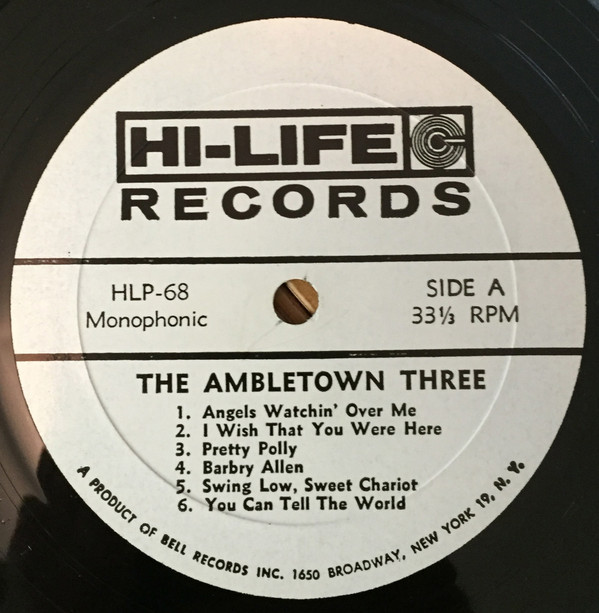 HI-LIFE
RECORDS
HLP-68
Monophonic
SIDE A
33⅓ RPM
THE AMBLETOWN THREE
1. Angels Watchin' Over Me
2. I Wish That You Were Here
3. Pretty Polly
4. Barbry Allen
5. Swing Low, Sweet Chariot
6. You Can Tell The World
A PRODUCT OF BELL RECORDS INC. 1650 BROADWAY, NEW YORK 19, N. Y.